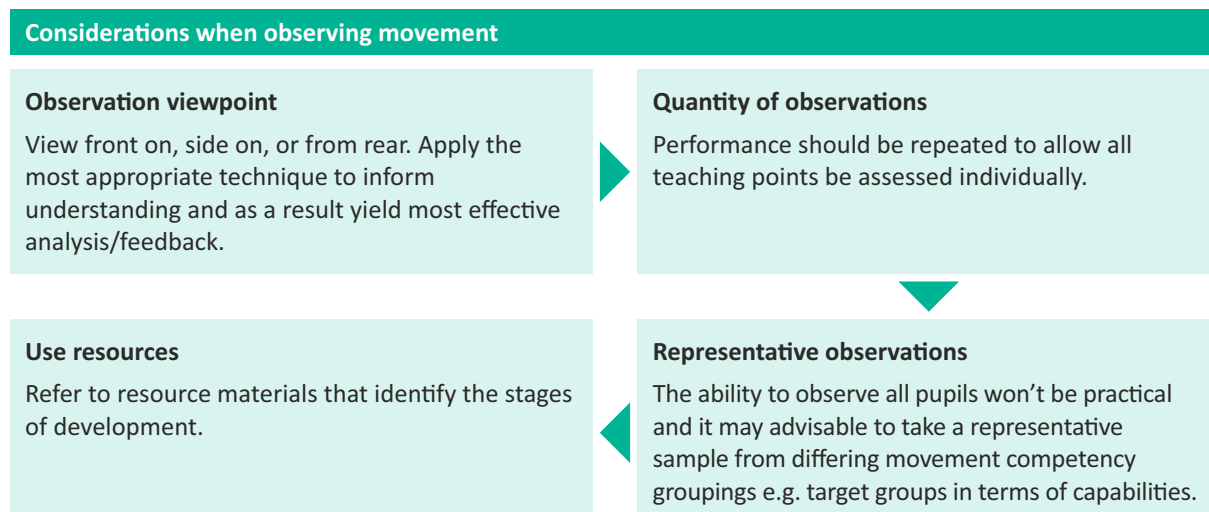 Considerations when observing movement
Observation viewpoint
View front on, side on, or from rear. Apply the
most appropriate technique to inform
understanding and as a result yield most effective
analysis/feedback.
Quantity of observations
Performance should be repeated to allow all
teaching points be assessed individually.
Representative observations
The ability to observe all pupils won’t be practical
and it may advisable to take a representative
sample from differing movement competency
groupings e.g. target groups in terms of capabilities.
Use resources
Refer to resource materials that identify the stages
of development.